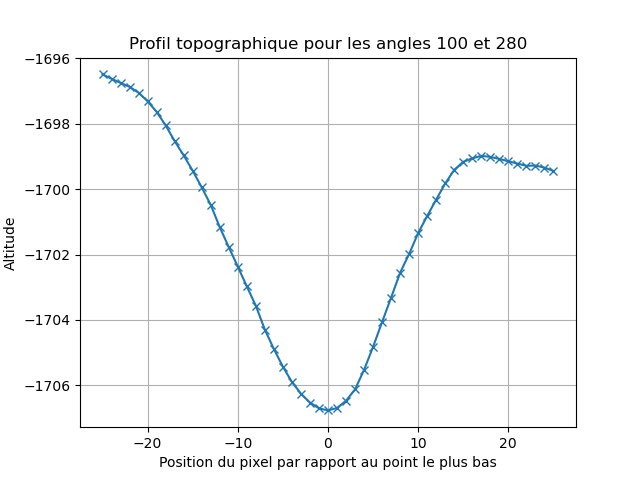 Profil topographique pour les angles 100 et 280
−1696
−1698
−1700
−1702
−1704
−1706
Altitude
−20 −10 0 10 20
Position du pixel par rapport au point le plus bas